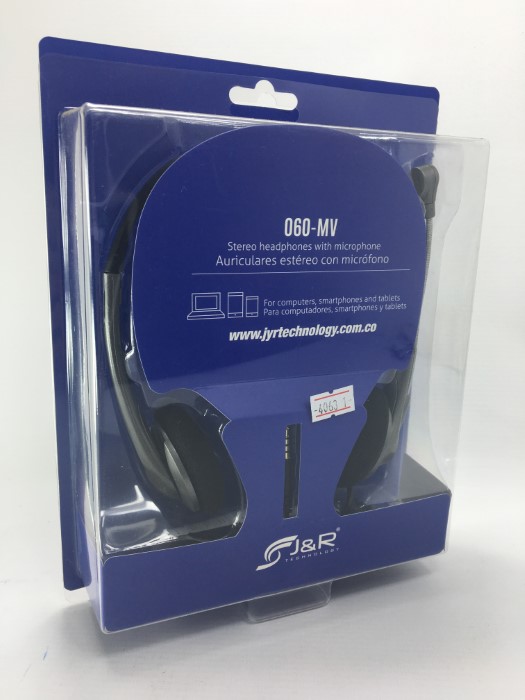 060-MV
Stereo headphones with microphone
Auriculares estéreo con micrófono
For computers, smartphones and tablets
Para computadores, smartphones y tablets
www.jyrtechnology.com.co
J&R®
TECHNOLOGY